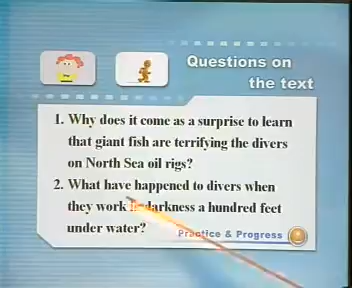 Questions on
the text
1. Why does it come as a surprise to learn
that giant fish are terrifying the divers
on North Sea oil rigs?
2. What have happened to divers when
they work in darkness a hundred feet
under water?
Practice & Progress